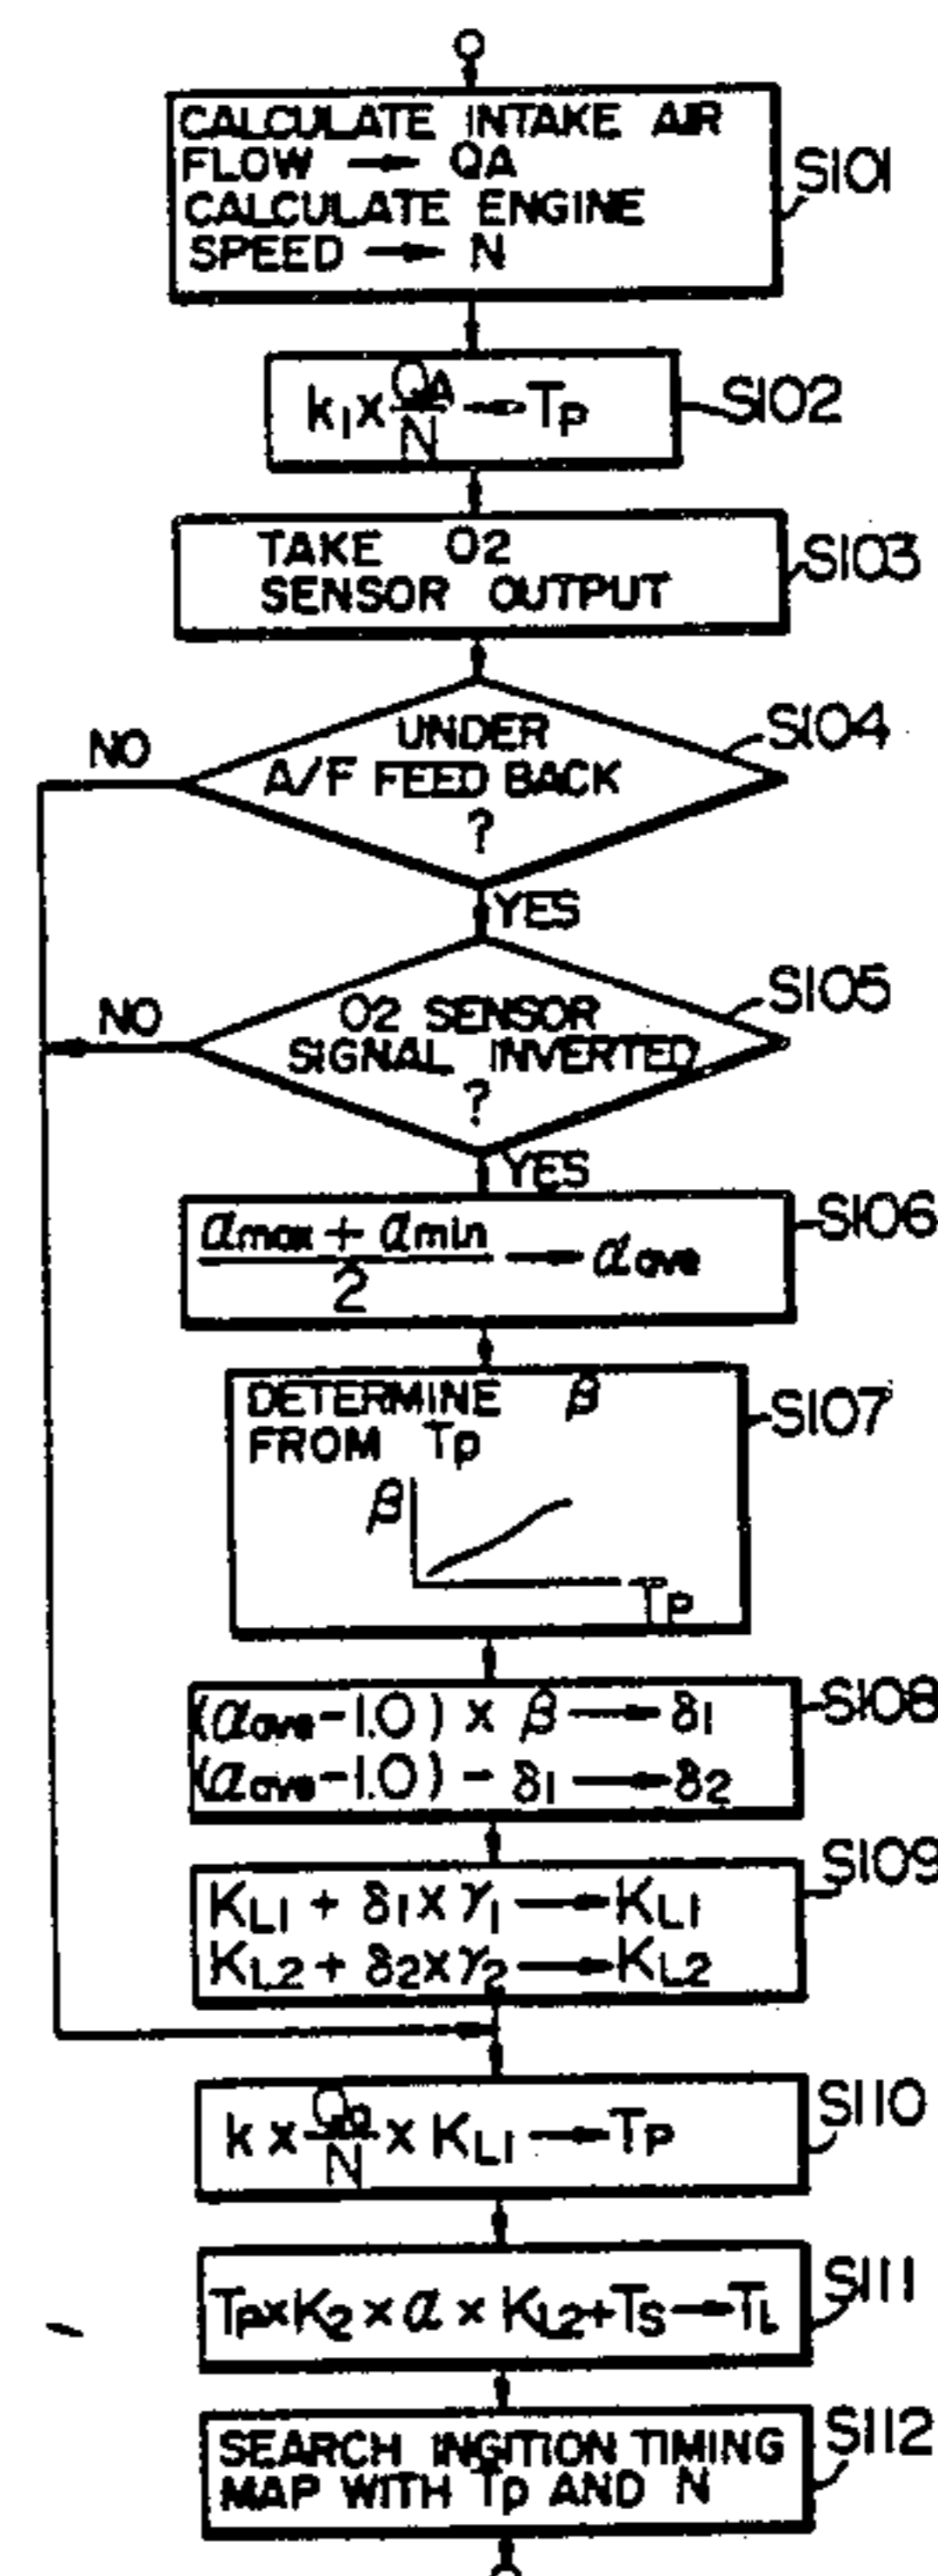 CALCULATE INTAKE AIR
FLOW → QA
CALCULATE ENGINE
SPEED → N
S101
k1 x QA/N ← TP
S102
TAKE O2
SENSOR OUTPUT
S103
UNDER
A/F FEED BACK
?
S104
NO
YES
O2 SENSOR
SIGNAL INVERTED
?
S105
NO
YES
αmax + αmin / 2 → αave
S106
DETERMINE β
FROM Tp
β
TP
S107
(αave-1.0) x β → δ1
(αave-1.0) - δ1 → δ2
S108
KL1 + δ1 x γ1 → KL1
KL2 + δ2 x γ2 → KL2
S109
k x Qa/N x KL1 → TP
S110
TP x K2 x α x KL2 + TS → TL
S111
SEARCH INGITION TIMING
MAP WITH Tp AND N
S112